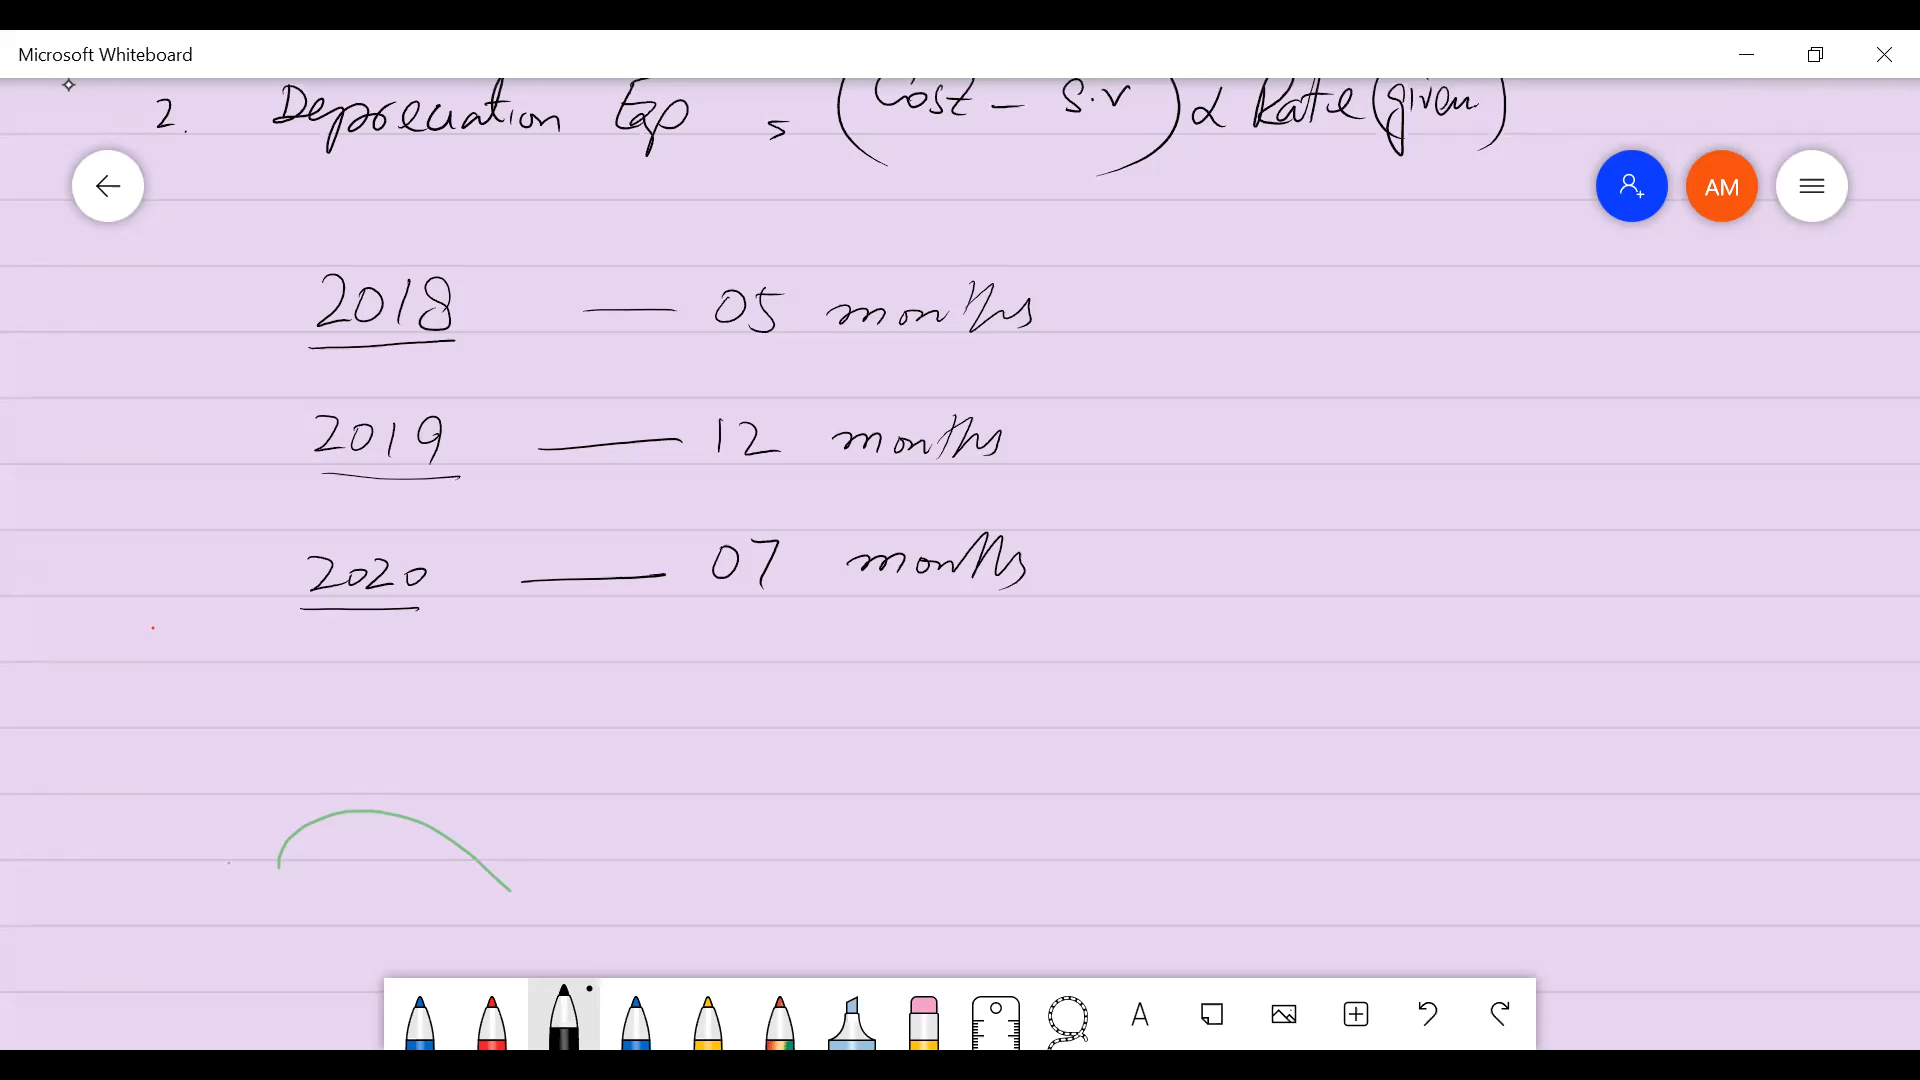 Microsoft Whiteboard
2. Depreciation Exp = (Cost - S.V) x Rate (given)
AM
2018 — 05 months
2019 — 12 months
2020 — 07 months
A